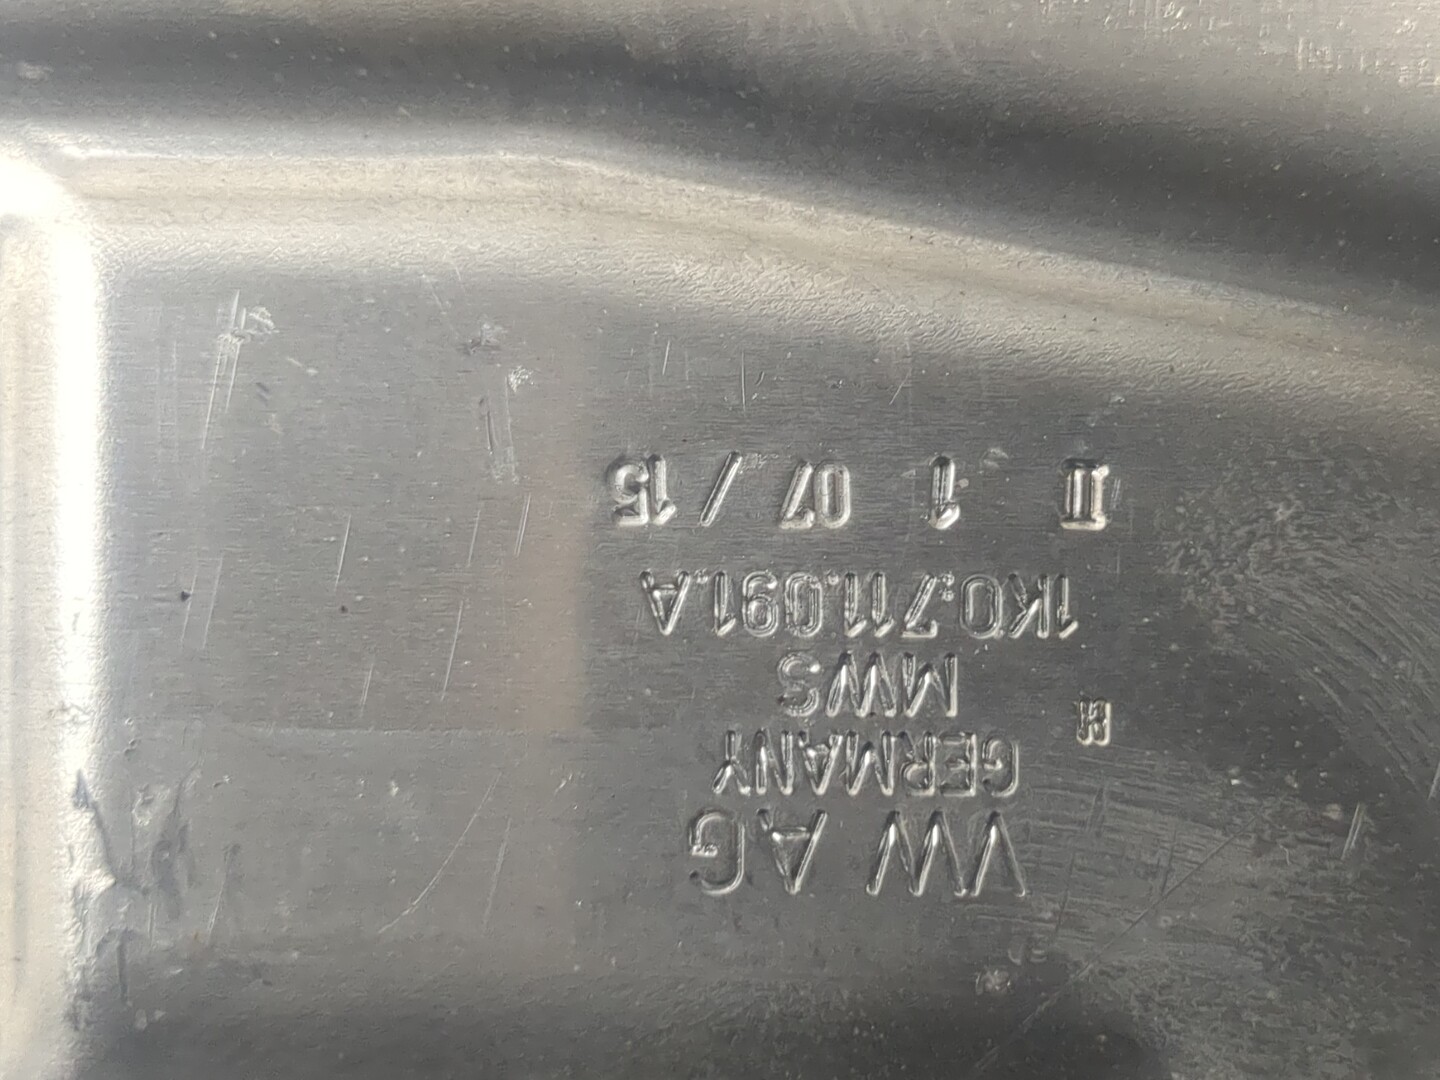 VW AG
GERMANY
MWS
1K0.711.091.A
II 1 07 / 15